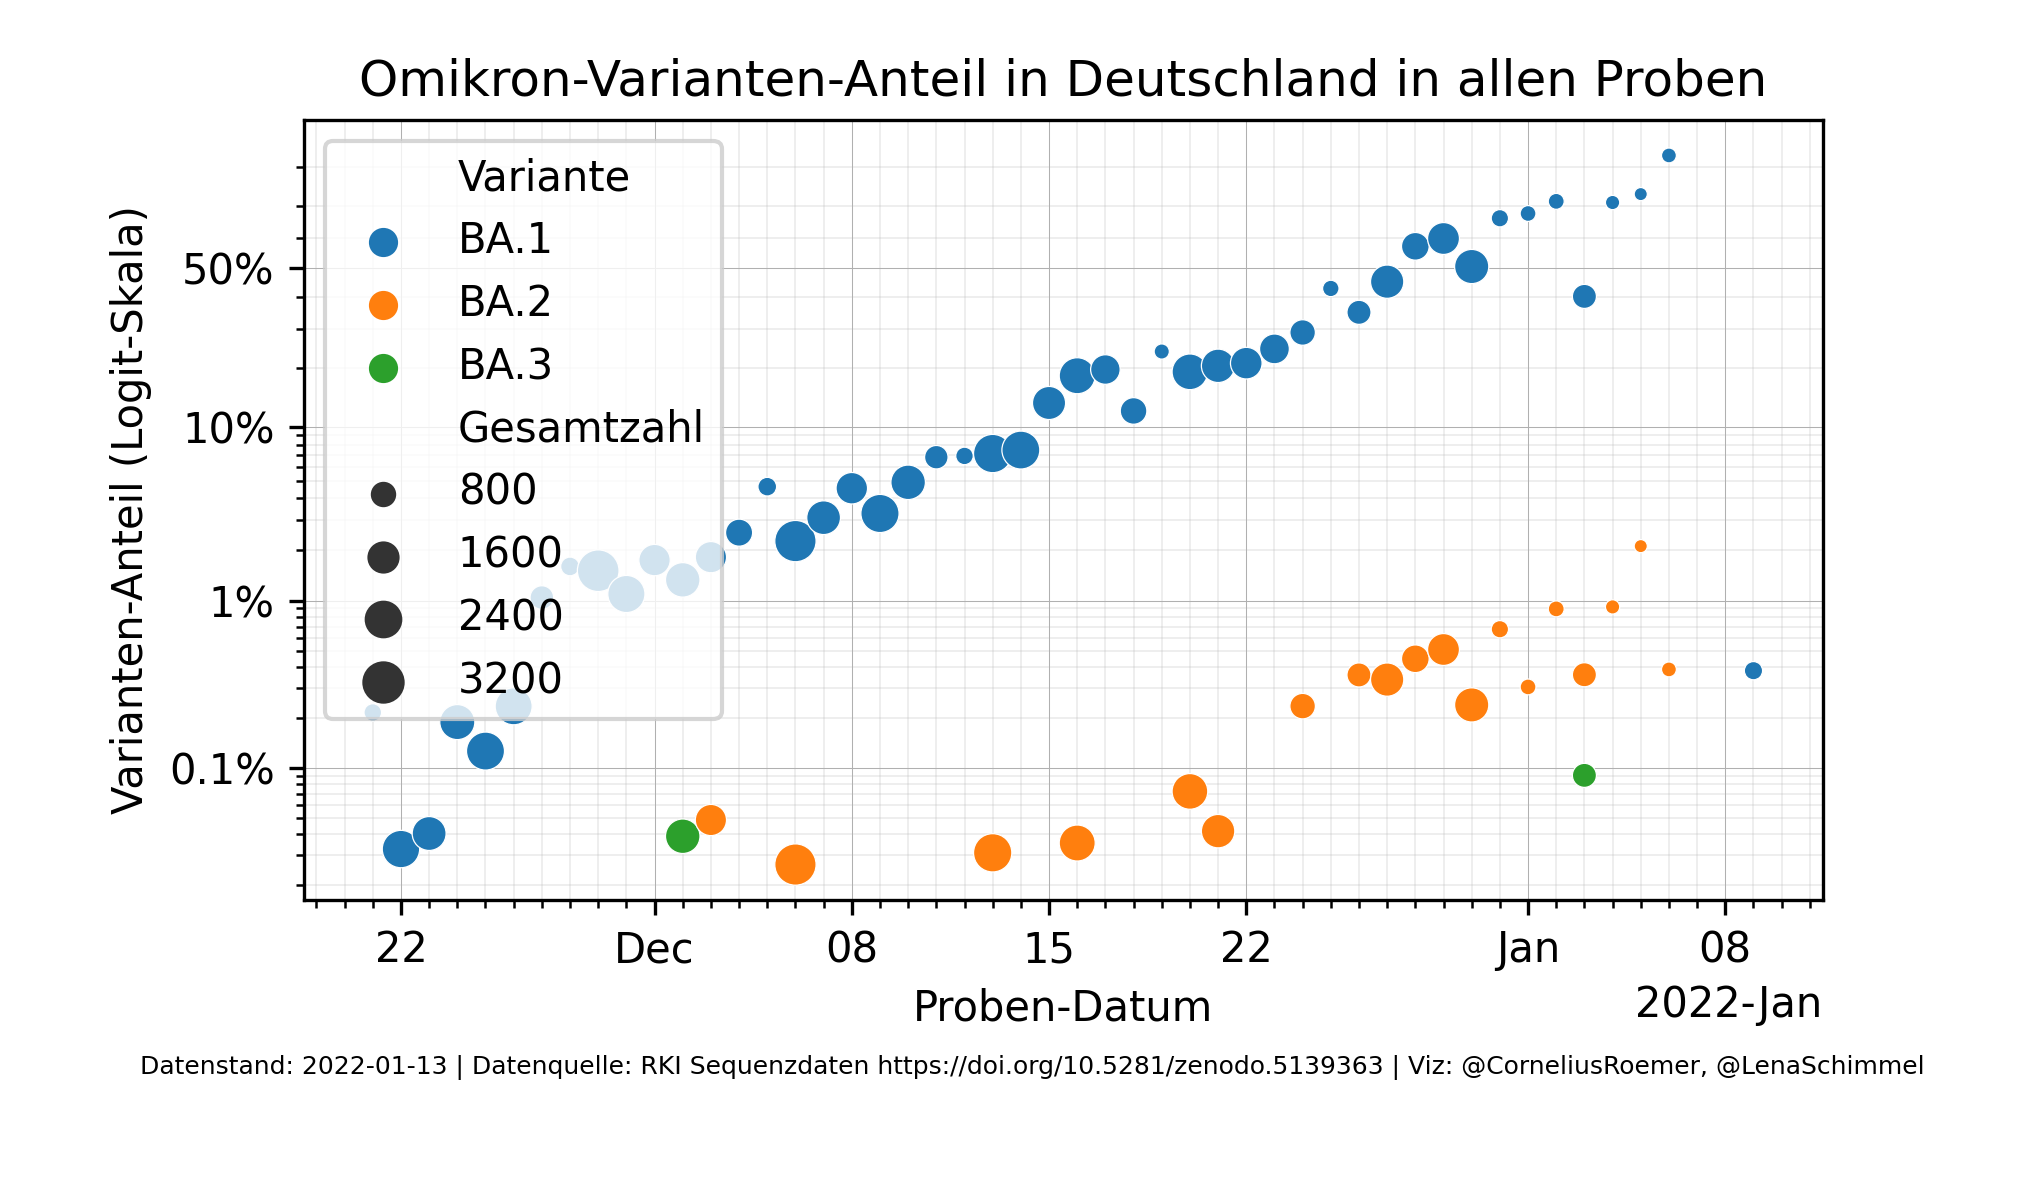 Omikron-Varianten-Anteil in Deutschland in allen Proben
Varianten-Anteil (Logit-Skala)
50%
10%
1%
0.1%
Variante
BA.1
BA.2
BA.3
Gesamtzahl
800
1600
2400
3200
22 Dec 08 15 22 Jan 08
Proben-Datum
2022-Jan
Datenstand: 2022-01-13 | Datenquelle: RKI Sequenzdaten https://doi.org/10.5281/zenodo.5139363 | Viz: @CorneliusRoemer, @LenaSchimmel